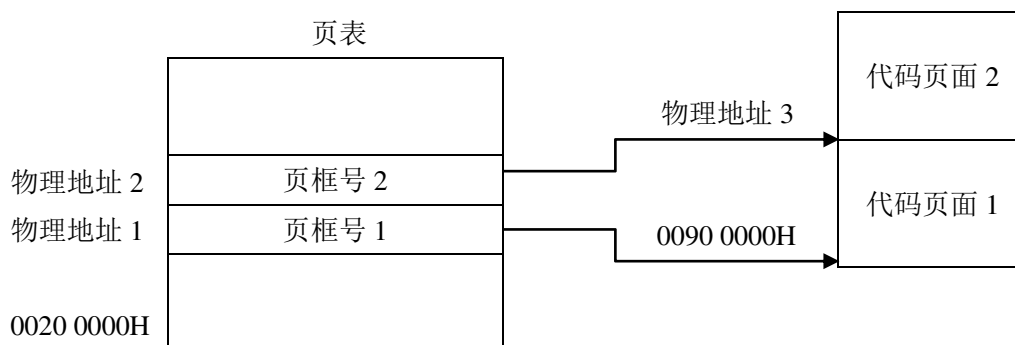 页表
代码页面 2
物理地址 3
物理地址 2
页框号 2
代码页面 1
物理地址 1
页框号 1
0090 0000H
0020 0000H